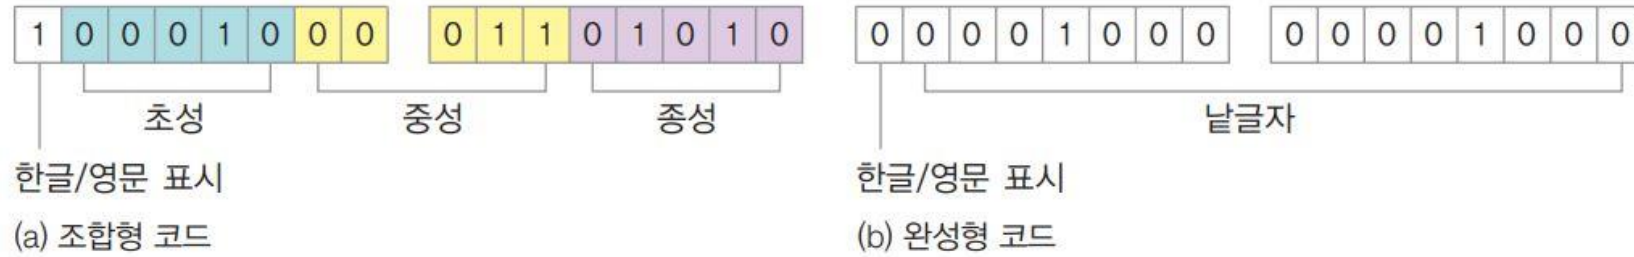 1 0 0 0 1 0 0 0 0 1 1 0 1 0 1 0 0 0 0 0 1 0 0 0 0 0 0 0 1 0 0 0
초성 중성 종성 낱글자
한글/영문 표시 한글/영문 표시
(a) 조합형 코드 (b) 완성형 코드